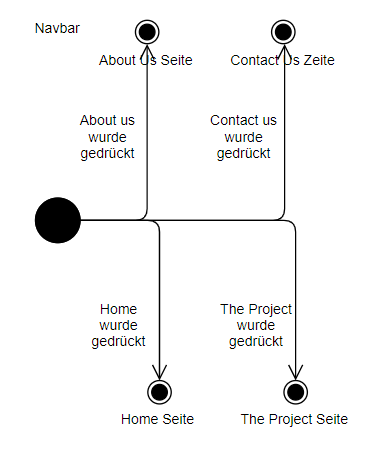 Navbar
About Us Seite
Contact Us Zeite
About us
wurde
gedrückt
Contact us
wurde
gedrückt
Home
wurde
gedrückt
The Project
wurde
gedrückt
Home Seite
The Project Seite